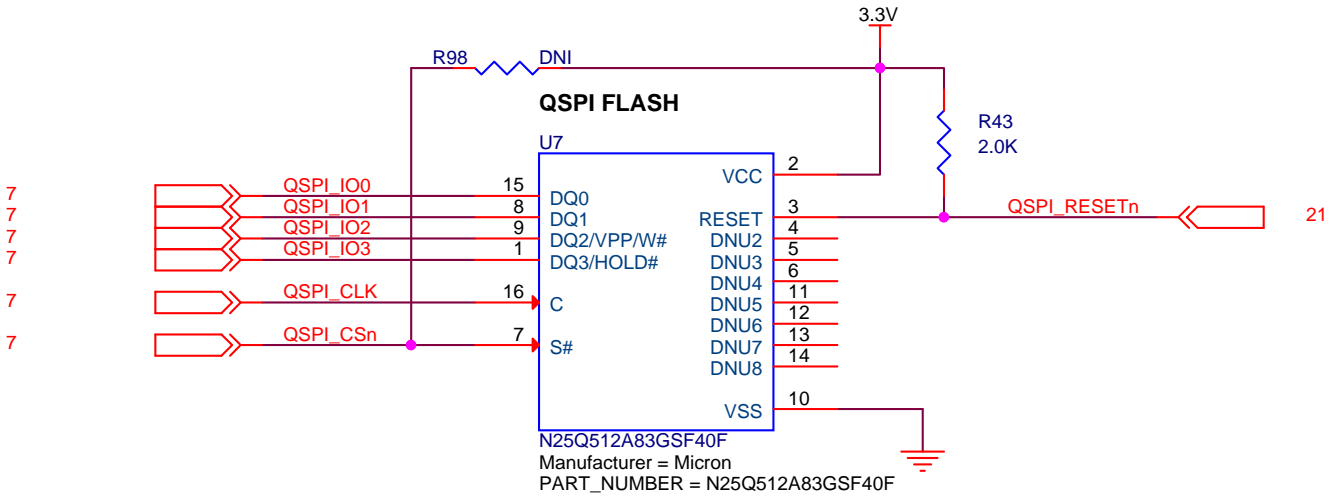 3.3V
R98 DNI
QSPI FLASH
R43
2.0K
U7
VCC 2
7 QSPI_IO0 15 DQ0
7 QSPI_IO1 8 DQ1
RESET 3 QSPI_RESETn 21
7 QSPI_IO2 9 DQ2/VPP/W#
DNU2 4
7 QSPI_IO3 1 DQ3/HOLD#
DNU3 5
DNU4 6
7 QSPI_CLK 16 C
DNU5 11
DNU6 12
7 QSPI_CSn 7 S#
DNU7 13
DNU8 14
VSS 10
N25Q512A83GSF40F
Manufacturer = Micron
PART_NUMBER = N25Q512A83GSF40F